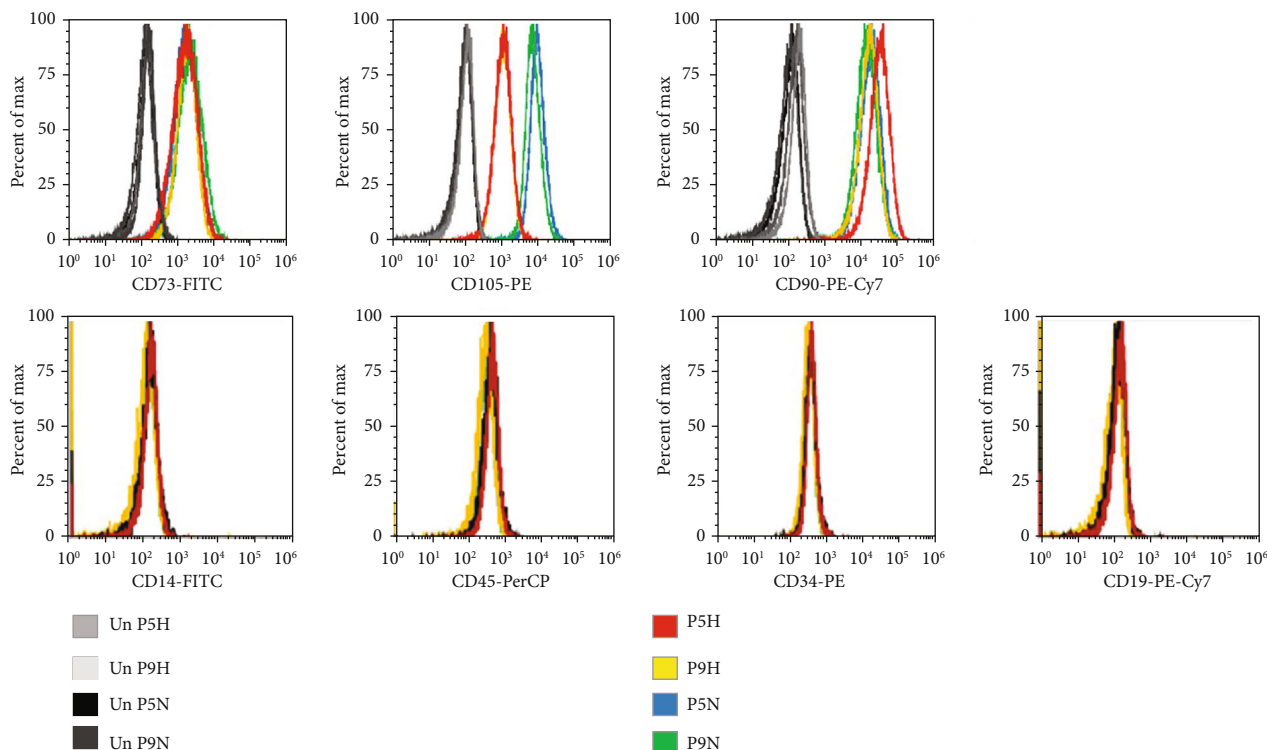 100
75
50
25
0
Percent of max
10⁰ 10¹ 10² 10³ 10⁴ 10⁵ 10⁶
CD73-FITC
100
75
50
25
0
Percent of max
10⁰ 10¹ 10² 10³ 10⁴ 10⁵ 10⁶
CD105-PE
100
75
50
25
0
Percent of max
10⁰ 10¹ 10² 10³ 10⁴ 10⁵ 10⁶
CD90-PE-Cy7
100
75
50
25
0
Percent of max
10⁰ 10¹ 10² 10³ 10⁴ 10⁵ 10⁶
CD14-FITC
100
75
50
25
0
Percent of max
10⁰ 10¹ 10² 10³ 10⁴ 10⁵ 10⁶
CD45-PerCP
100
75
50
25
0
Percent of max
10⁰ 10¹ 10² 10³ 10⁴ 10⁵ 10⁶
CD34-PE
100
75
50
25
0
Percent of max
10⁰ 10¹ 10² 10³ 10⁴ 10⁵ 10⁶
CD19-PE-Cy7
Un P5H
Un P9H
Un P5N
Un P9N
P5H
P9H
P5N
P9N